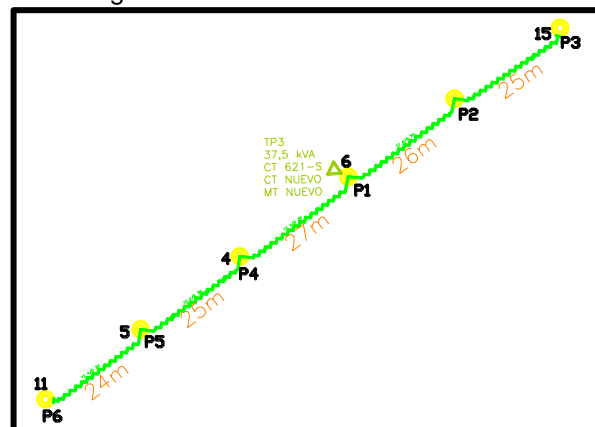 15
P3
25m
P2
26m
TP3
37,5 kVA
CT 621-S
CT NUEVO
MT NUEVO
6
P1
27m
4
P4
25m
5
P5
24m
11
P6